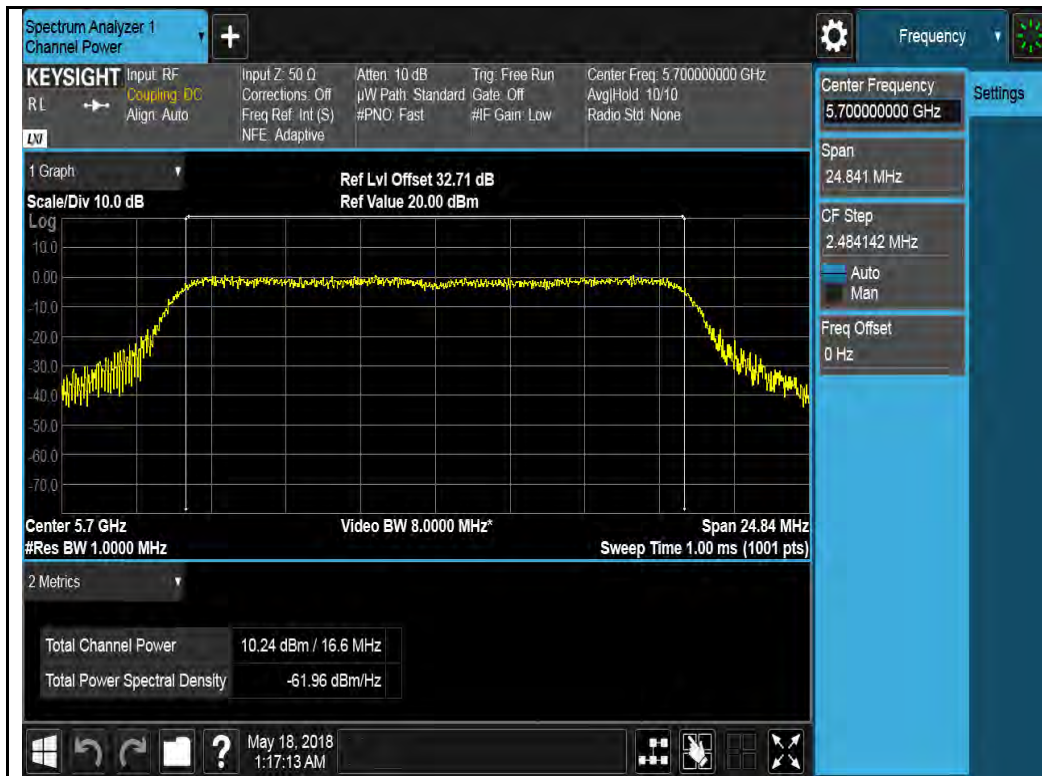 Spectrum Analyzer 1
Channel Power
+
Frequency
KEYSIGHT
RL
LXI
Input: RF
Coupling: DC
Align: Auto
Input Z: 50 Ω
Corrections: Off
Freq Ref: Int (S)
NFE: Adaptive
Atten: 10 dB
µW Path: Standard
#PNO: Fast
Trig: Free Run
Gate: Off
#IF Gain: Low
Center Freq: 5.700000000 GHz
Avg|Hold: 10/10
Radio Std: None
Center Frequency
5.700000000 GHz
Settings
Span
24.841 MHz
CF Step
2.484142 MHz
Auto
Man
Freq Offset
0 Hz
1 Graph
Scale/Div 10.0 dB
Ref Lvl Offset 32.71 dB
Ref Value 20.00 dBm
Log
10.0
0.00
-10.0
-20.0
-30.0
-40.0
-50.0
-60.0
-70.0
Center 5.7 GHz
#Res BW 1.0000 MHz
Video BW 8.0000 MHz*
Span 24.84 MHz
Sweep Time 1.00 ms (1001 pts)
2 Metrics
Total Channel Power 10.24 dBm / 16.6 MHz
Total Power Spectral Density -61.96 dBm/Hz
?
May 18, 2018
1:17:13 AM